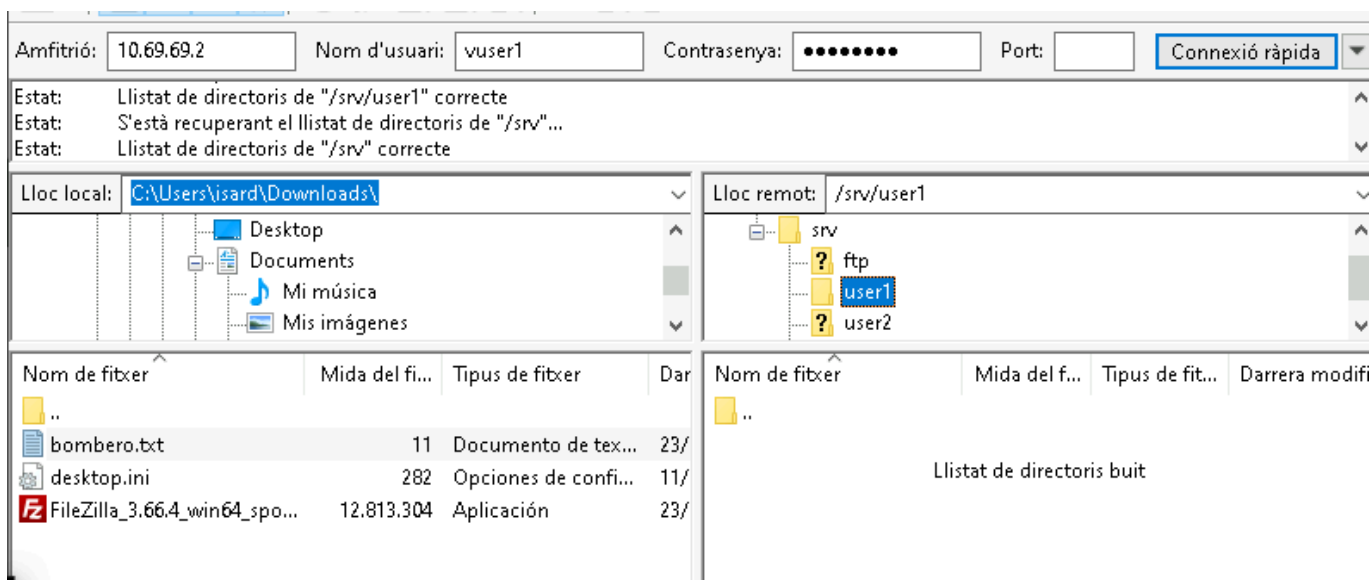 Amfitrió: 10.69.69.2 Nom d'usuari: vuser1 Contrasenya: ●●●●●●●● Port: Connexió ràpida
Estat: Llistat de directoris de "/srv/user1" correcte
Estat: S'està recuperant el llistat de directoris de "/srv"...
Estat: Llistat de directoris de "/srv" correcte
Lloc local: C:\Users\isard\Downloads\
Desktop
Documents
Mi música
Mis imágenes
Lloc remot: /srv/user1
srv
? ftp
user1
? user2
Nom de fitxer Mida del fi... Tipus de fitxer Dar
..
bombero.txt 11 Documento de tex... 23/
desktop.ini 282 Opciones de confi... 11/
FileZilla_3.66.4_win64_spo... 12.813.304 Aplicación 23/
Nom de fitxer Mida del f... Tipus de fit... Darrera modifi
..
Llistat de directoris buit